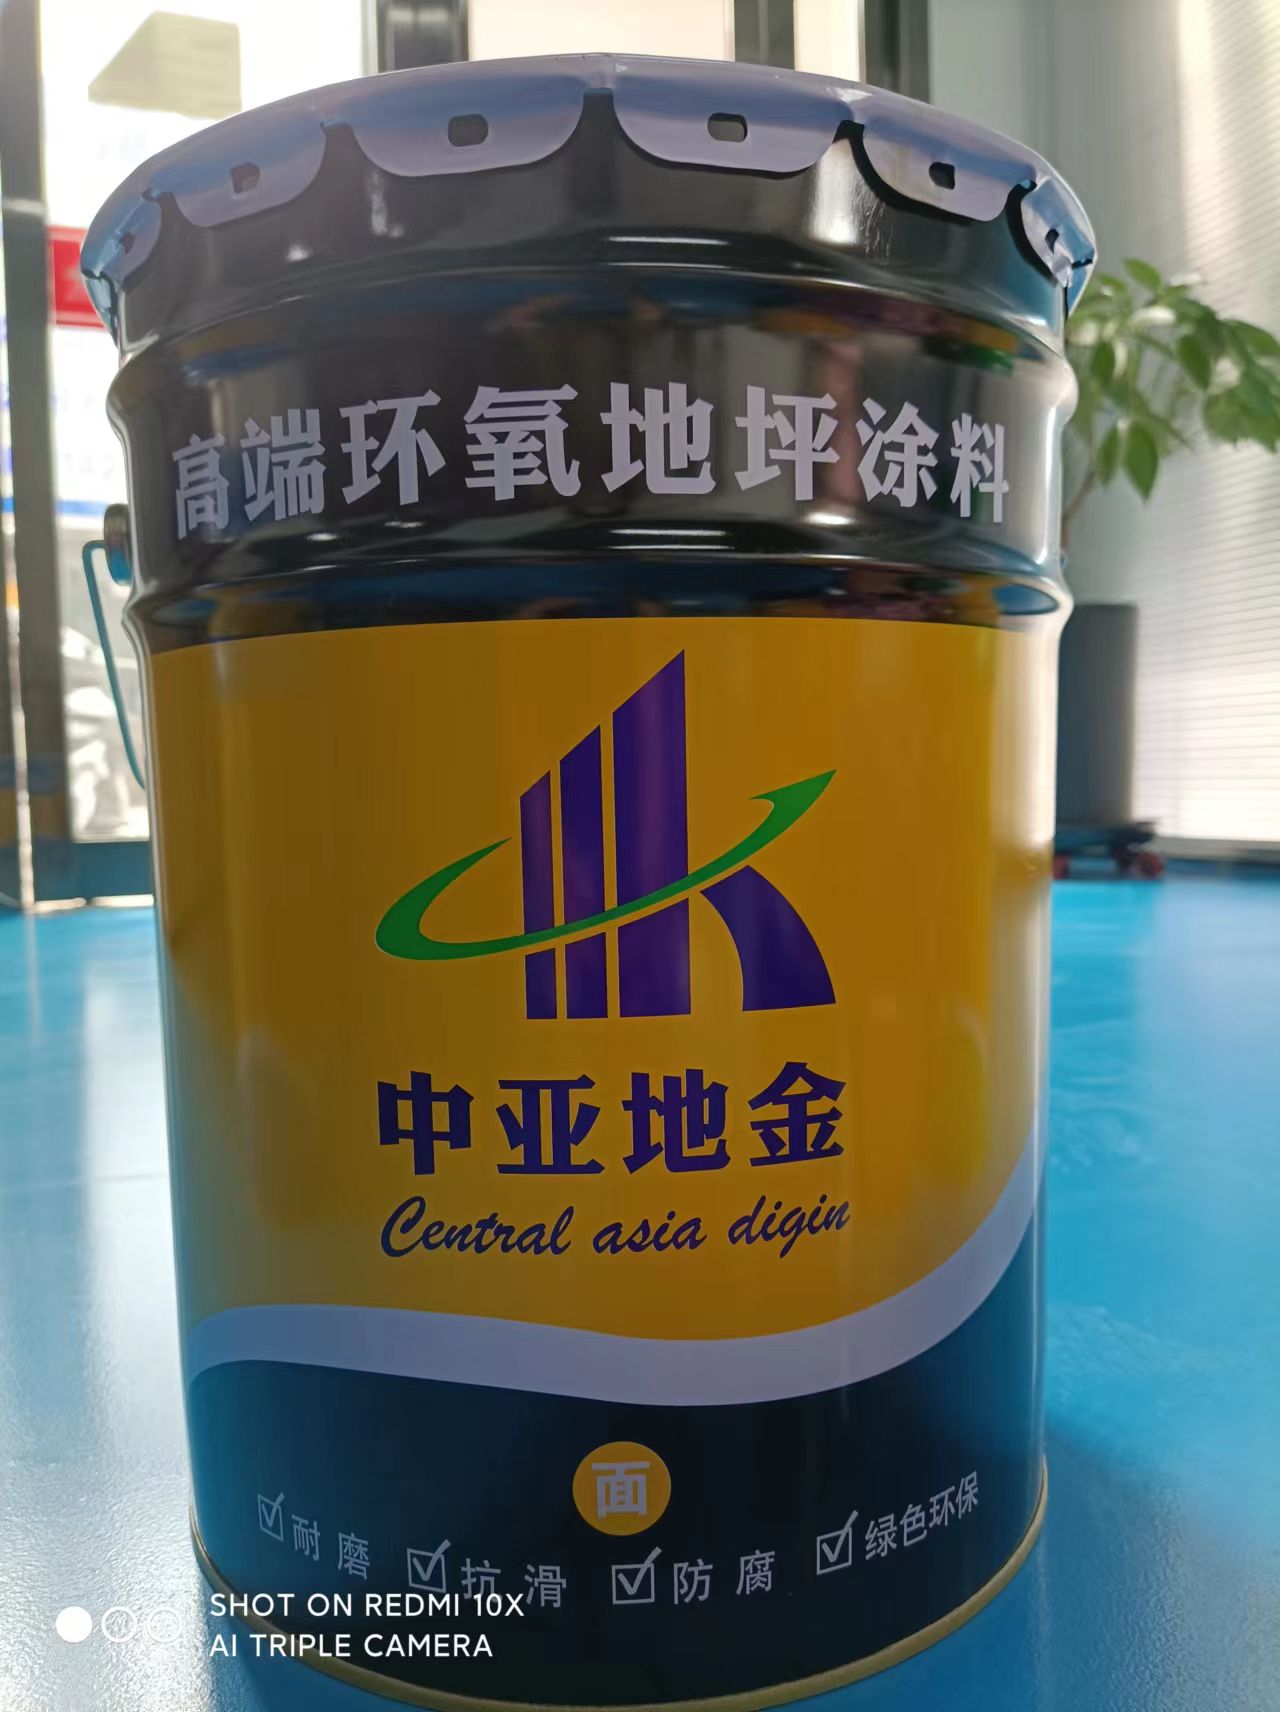 高端环氧地坪涂料
中亚地金
Central asia digin
面
耐磨 抗滑 防腐 绿色环保
SHOT ON REDMI 10X
AI TRIPLE CAMERA